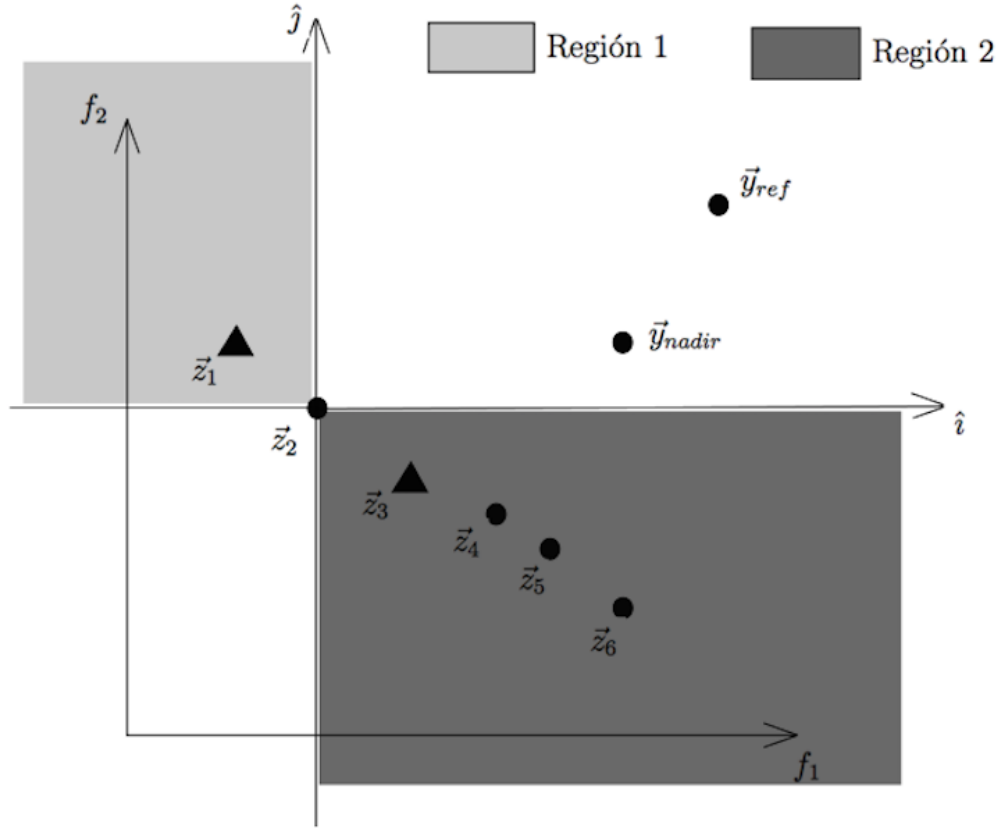 ĵ
Región 1
Región 2
f₂
y⃗ref
y⃗nadir
z⃗₁
î
z⃗₂
z⃗₃
z⃗₄
z⃗₅
z⃗₆
f₁